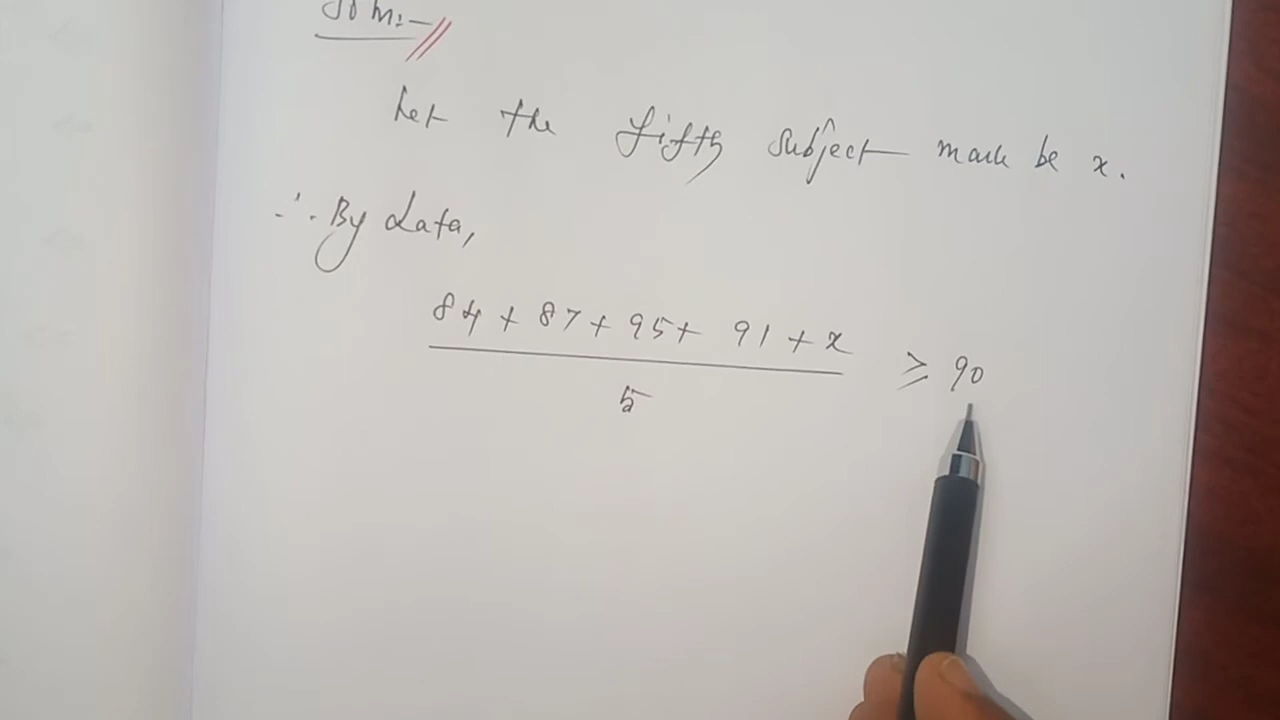 Let the fifth subject mark be x.
∴ By data,
84 + 87 + 95 + 91 + x
≥ 90
5